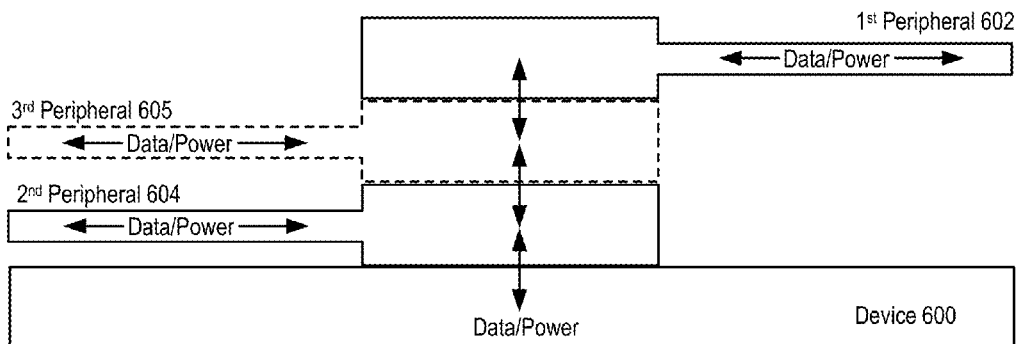 1st Peripheral 602
Data/Power
3rd Peripheral 605
Data/Power
2nd Peripheral 604
Data/Power
Device 600
Data/Power